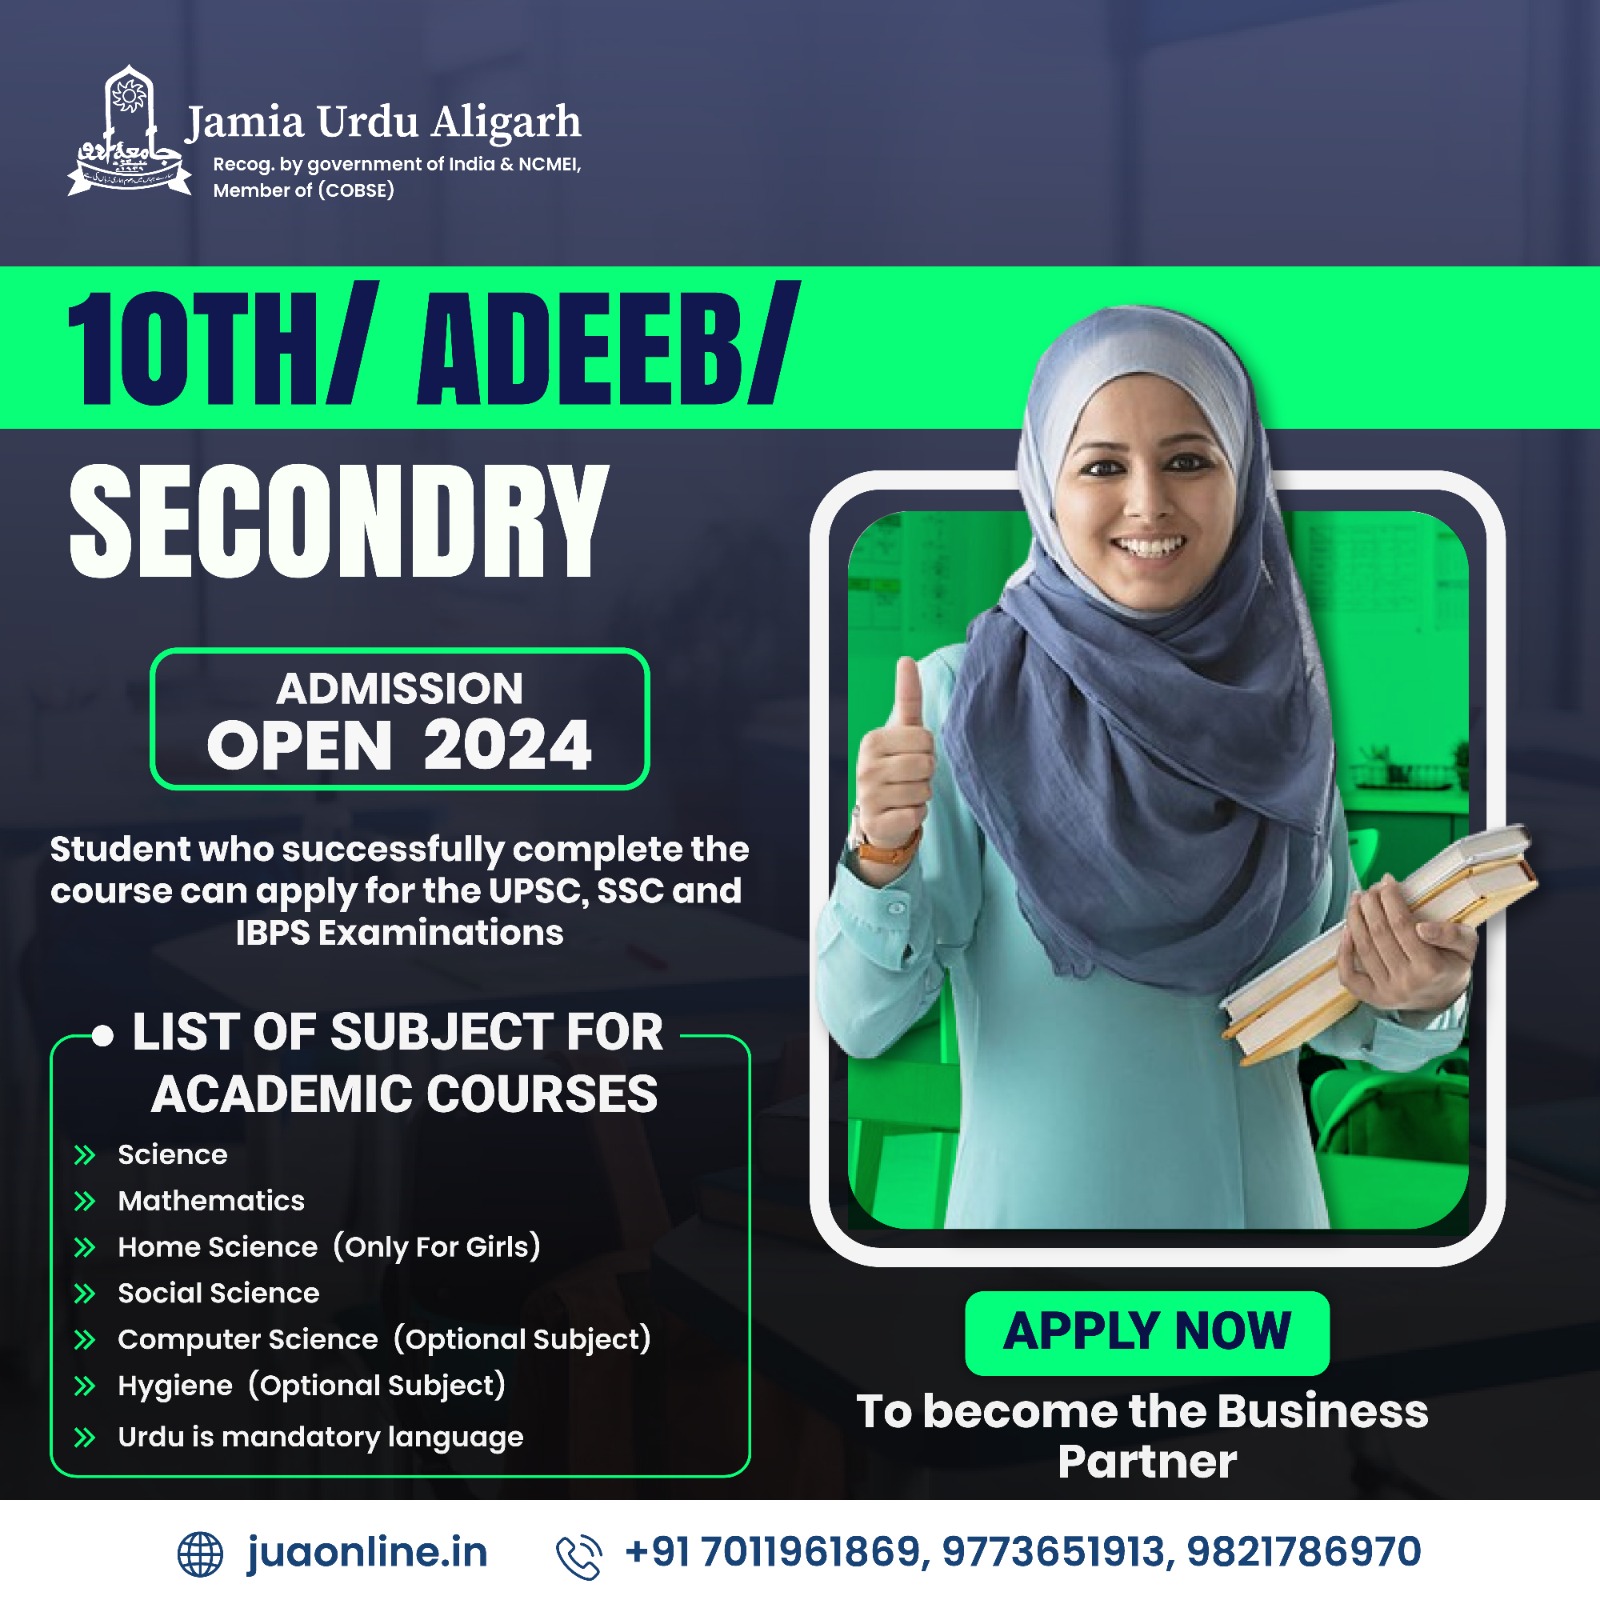 جامعہ اردو
Jamia Urdu Aligarh
Recog. by government of India & NCMEI,
Member of (COBSE)
10TH/ ADEEB/
SECONDRY
ADMISSION
OPEN 2024
Student who successfully complete the
course can apply for the UPSC, SSC and
IBPS Examinations
LIST OF SUBJECT FOR
ACADEMIC COURSES
Science
Mathematics
Home Science (Only For Girls)
Social Science
Computer Science (Optional Subject)
Hygiene (Optional Subject)
Urdu is mandatory language
APPLY NOW
To become the Business
Partner
juaonline.in
+91 7011961869, 9773651913, 9821786970